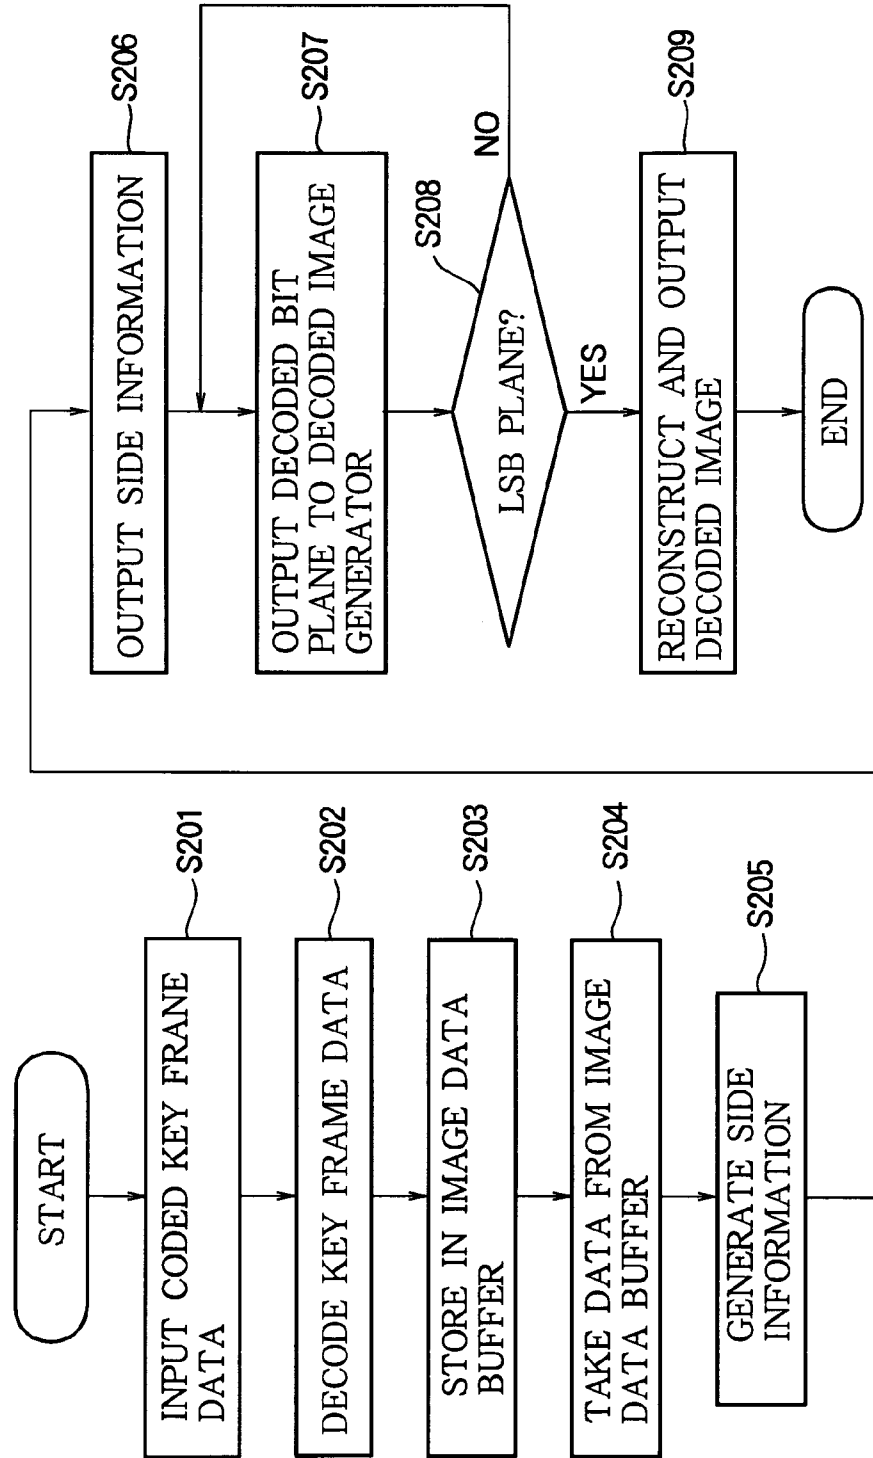 START
INPUT CODED KEY FRANE
DATA
S201
DECODE KEY FRAME DATA
S202
STORE IN IMAGE DATA
BUFFER
S203
TAKE DATA FROM IMAGE
DATA BUFFER
S204
GENERATE SIDE
INFORMATION
S205
OUTPUT SIDE INFORMATION
S206
OUTPUT DECODED BIT
PLANE TO DECODED IMAGE
GENERATOR
S207
LSB PLANE?
S208
NO
YES
RECONSTRUCT AND OUTPUT
DECODED IMAGE
S209
END